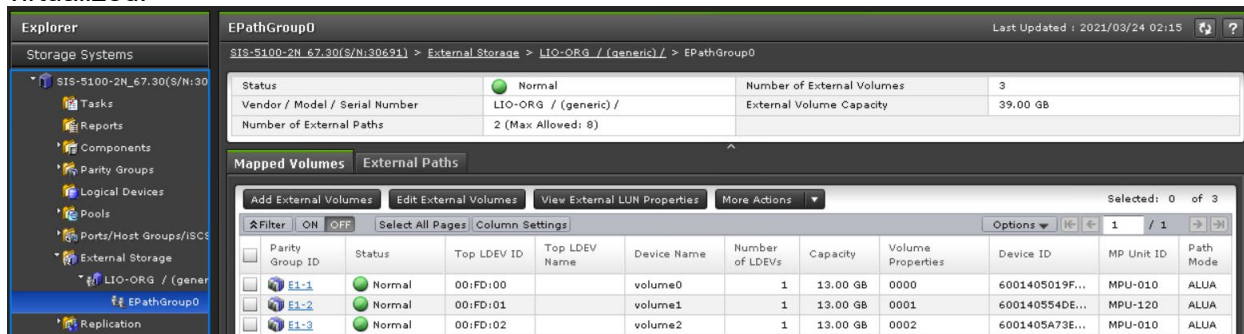 Explorer
Storage Systems
SIS-5100-2N_67.30(S/N:30
Tasks
Reports
Components
Parity Groups
Logical Devices
Pools
Ports/Host Groups/iSCS
External Storage
LIO-ORG / (gener
EPathGroup0
Replication
EPathGroup0
Last Updated : 2021/03/24 02:15
SIS-5100-2N_67.30(S/N:30691) > External Storage > LIO-ORG / (generic) / > EPathGroup0
Status Normal Number of External Volumes 3
Vendor / Model / Serial Number LIO-ORG / (generic) / External Volume Capacity 39.00 GB
Number of External Paths 2 (Max Allowed: 8)
Mapped Volumes External Paths
Add External Volumes Edit External Volumes View External LUN Properties More Actions Selected: 0 of 3
Filter ON OFF Select All Pages Column Settings Options 1 / 1
Parity Group ID Status Top LDEV ID Top LDEV Name Device Name Number of LDEVs Capacity Volume Properties Device ID MP Unit ID Path Mode
E1-1 Normal 00:FD:00 volume0 1 13.00 GB 0000 6001405019F... MPU-010 ALUA
E1-2 Normal 00:FD:01 volume1 1 13.00 GB 0001 600140554DE... MPU-120 ALUA
E1-3 Normal 00:FD:02 volume2 1 13.00 GB 0002 6001405A73E... MPU-010 ALUA